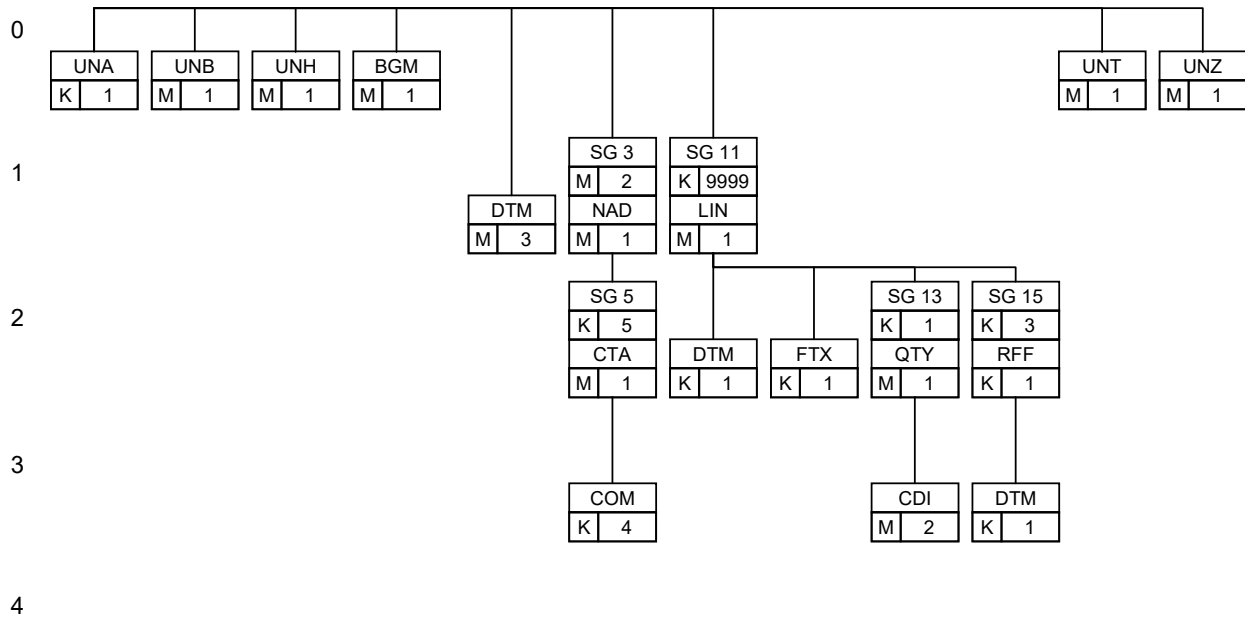 0
UNA UNB UNH BGM UNT UNZ
K 1 M 1 M 1 M 1 M 1 M 1
SG 3 SG 11
1
M 2 K 9999
DTM NAD LIN
M 3 M 1 M 1
SG 5 SG 13 SG 15
2
K 5 K 1 K 3
CTA DTM FTX QTY RFF
M 1 K 1 K 1 M 1 K 1
3
COM CDI DTM
K 4 M 2 K 1
4